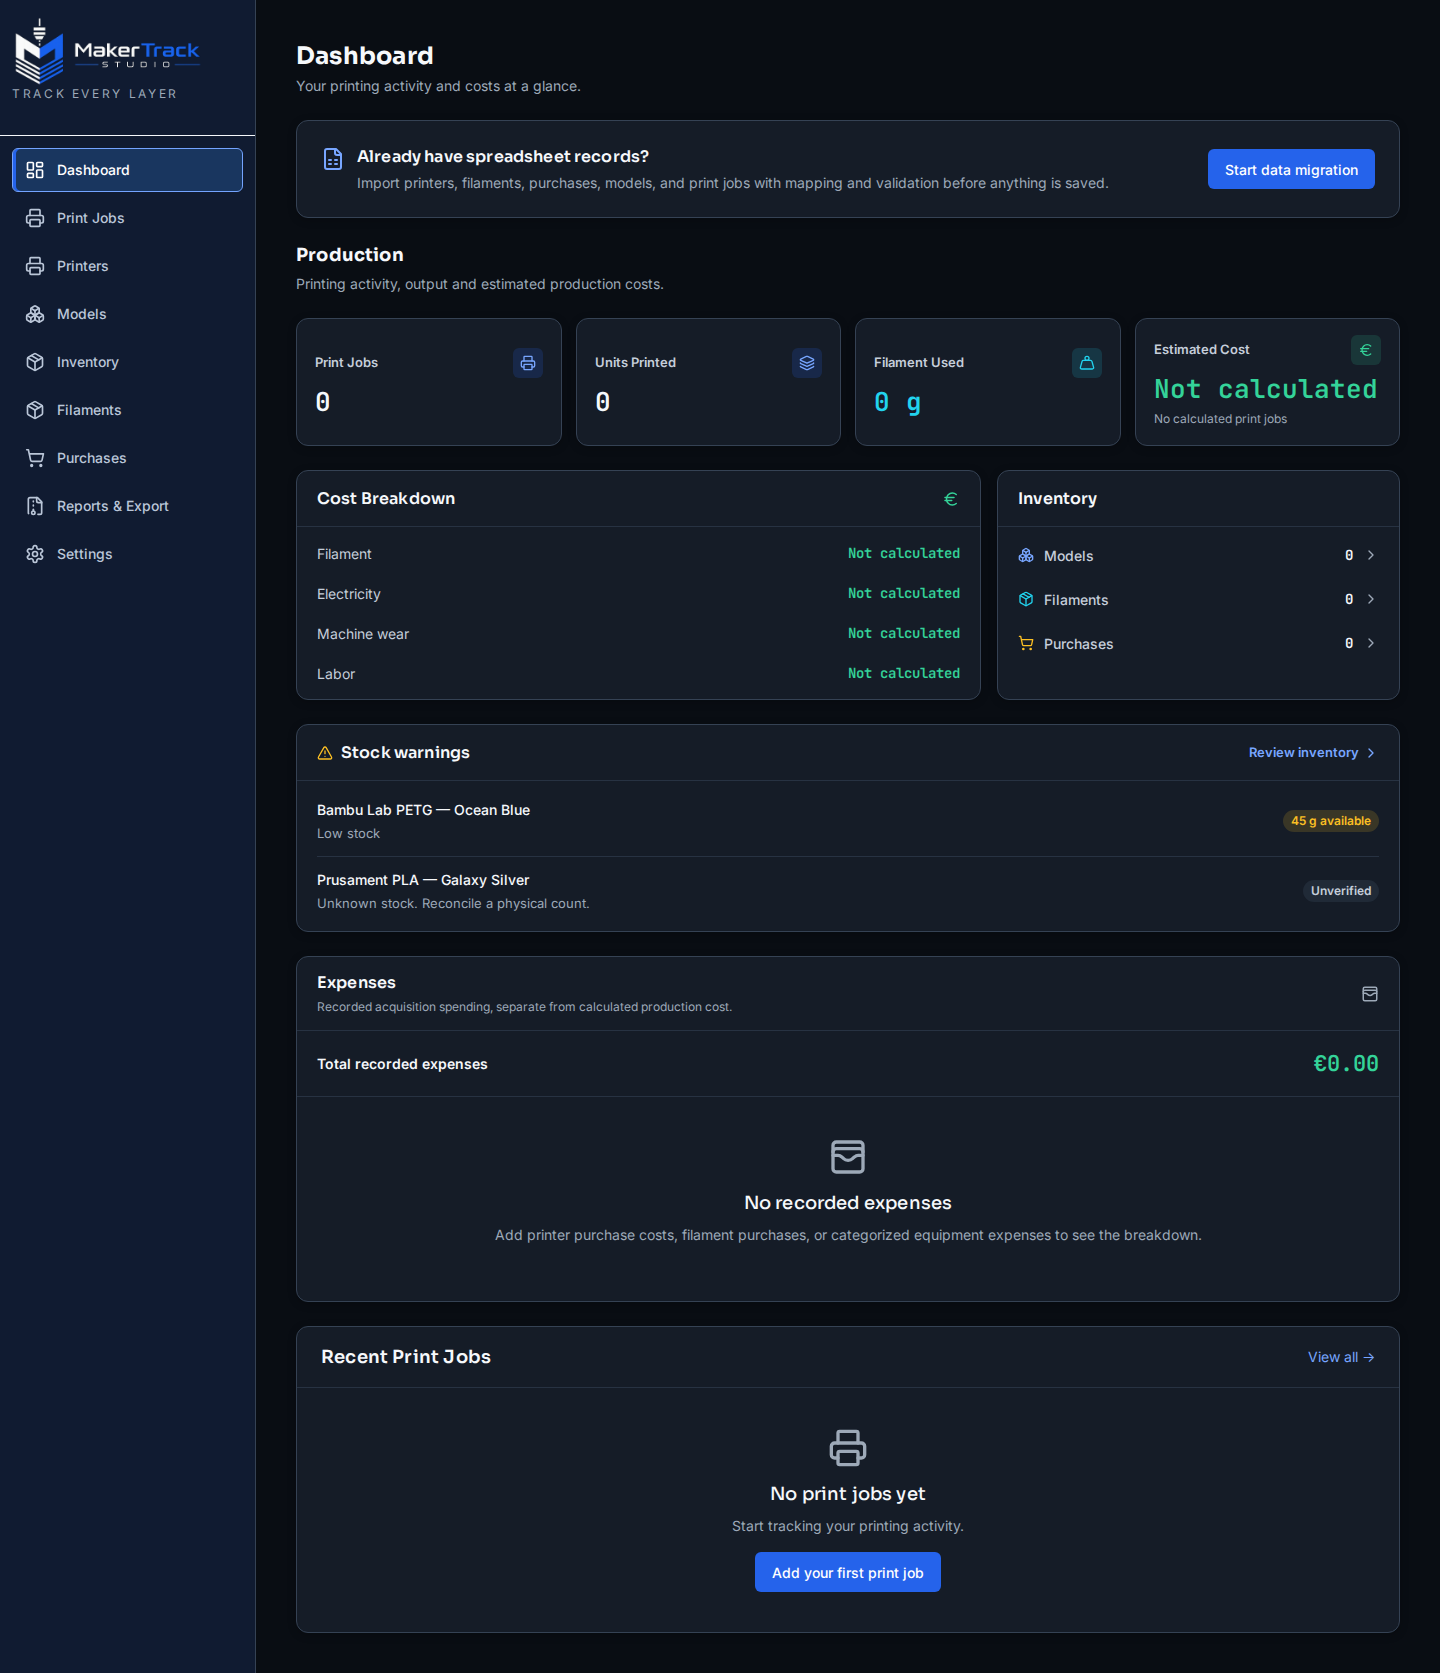 MakerTrack
STUDIO
TRACK EVERY LAYER
Dashboard
Print Jobs
Printers
Models
Inventory
Filaments
Purchases
Reports & Export
Settings
Dashboard
Your printing activity and costs at a glance.
Already have spreadsheet records?
Import printers, filaments, purchases, models, and print jobs with mapping and validation before anything is saved.
Start data migration
Production
Printing activity, output and estimated production costs.
Print Jobs
0
Units Printed
0
Filament Used
0 g
Estimated Cost
Not calculated
No calculated print jobs
Cost Breakdown
Filament Not calculated
Electricity Not calculated
Machine wear Not calculated
Labor Not calculated
Inventory
Models 0
Filaments 0
Purchases 0
Stock warnings
Review inventory
Bambu Lab PETG — Ocean Blue
Low stock
45 g available
Prusament PLA — Galaxy Silver
Unknown stock. Reconcile a physical count.
Unverified
Expenses
Recorded acquisition spending, separate from calculated production cost.
Total recorded expenses €0.00
No recorded expenses
Add printer purchase costs, filament purchases, or categorized equipment expenses to see the breakdown.
Recent Print Jobs
View all →
No print jobs yet
Start tracking your printing activity.
Add your first print job